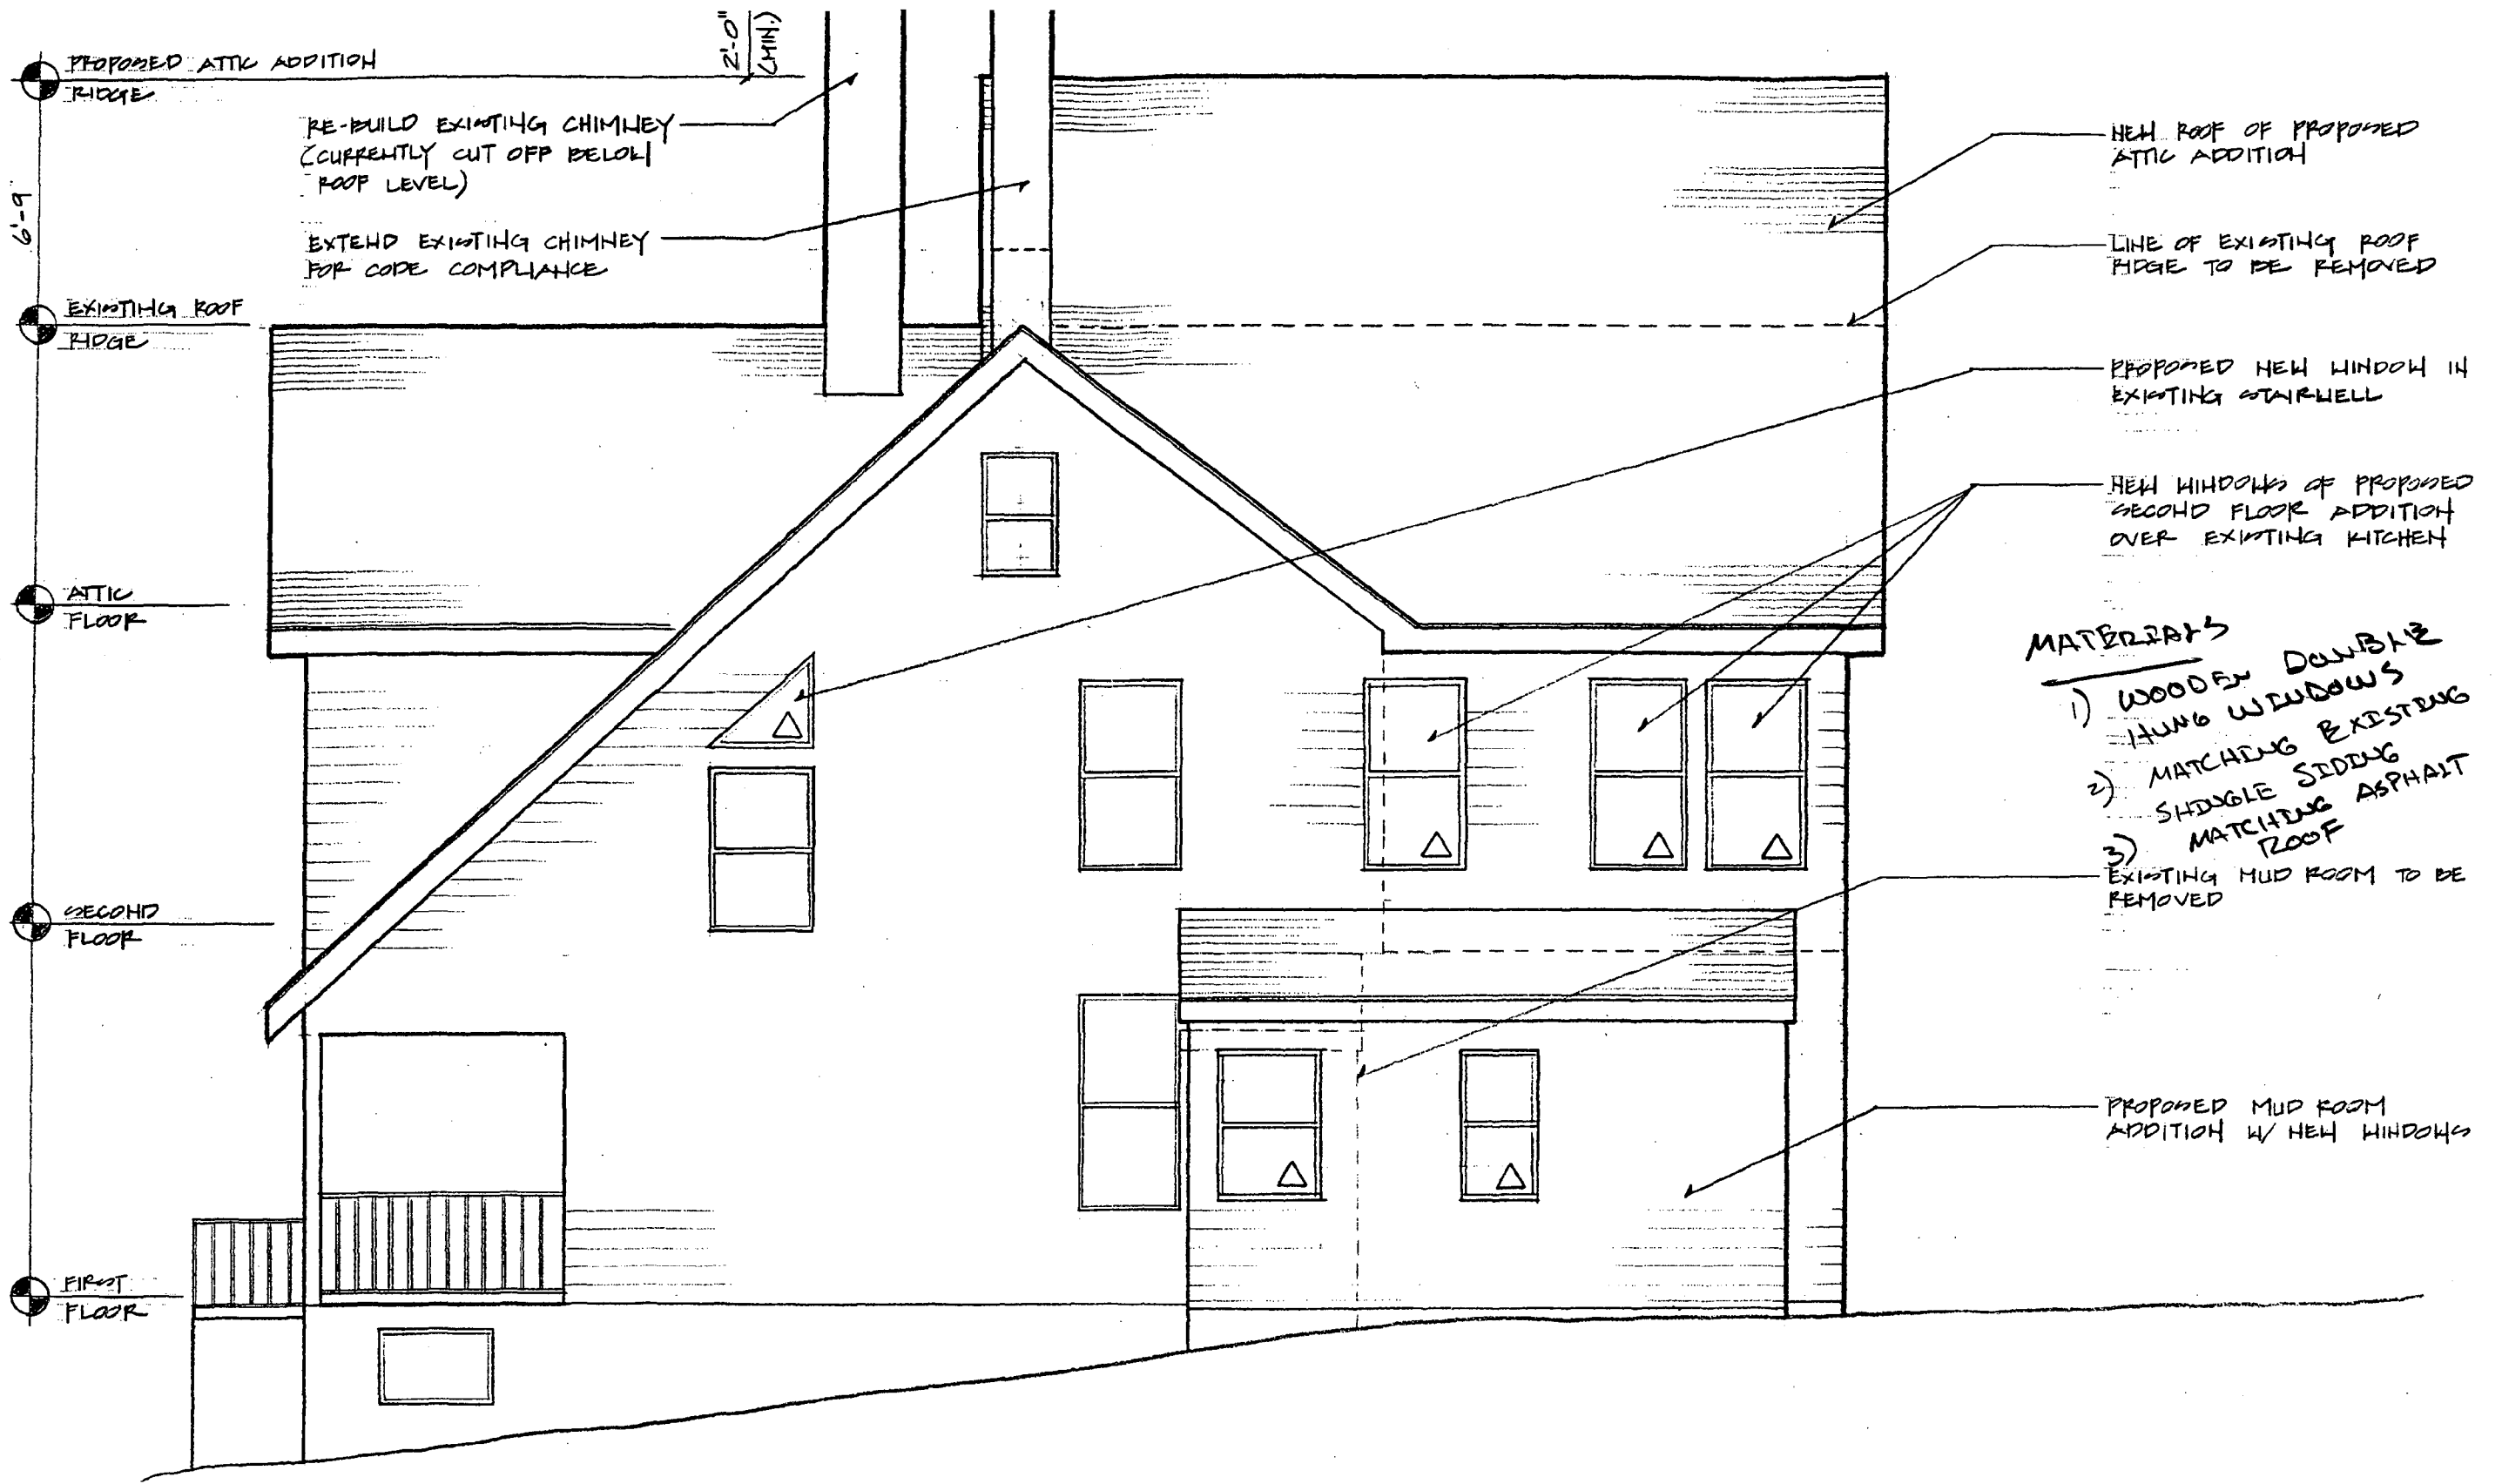 PROPOSED ATTIC ADDITION
RIDGE
2'-0"
(MIN.)
RE-BUILD EXISTING CHIMNEY
(CURRENTLY CUT OFF BELOW
ROOF LEVEL)
EXTEND EXISTING CHIMNEY
FOR CODE COMPLIANCE
6'-9
EXISTING ROOF
RIDGE
ATTIC
FLOOR
SECOND
FLOOR
FIRST
FLOOR
NEW ROOF OF PROPOSED
ATTIC ADDITION
LINE OF EXISTING ROOF
RIDGE TO BE REMOVED
PROPOSED NEW WINDOW IN
EXISTING STAIRWELL
NEW WINDOWS OF PROPOSED
SECOND FLOOR ADDITION
OVER EXISTING KITCHEN
MATERIALS
1) WOODEN DOUBLE
HUNG WINDOWS
2) MATCHING EXISTING
SHINGLE SIDING
3) MATCHING ASPHALT
ROOF
EXISTING MUD ROOM TO BE
REMOVED
PROPOSED MUD ROOM
ADDITION W/ NEW WINDOWS